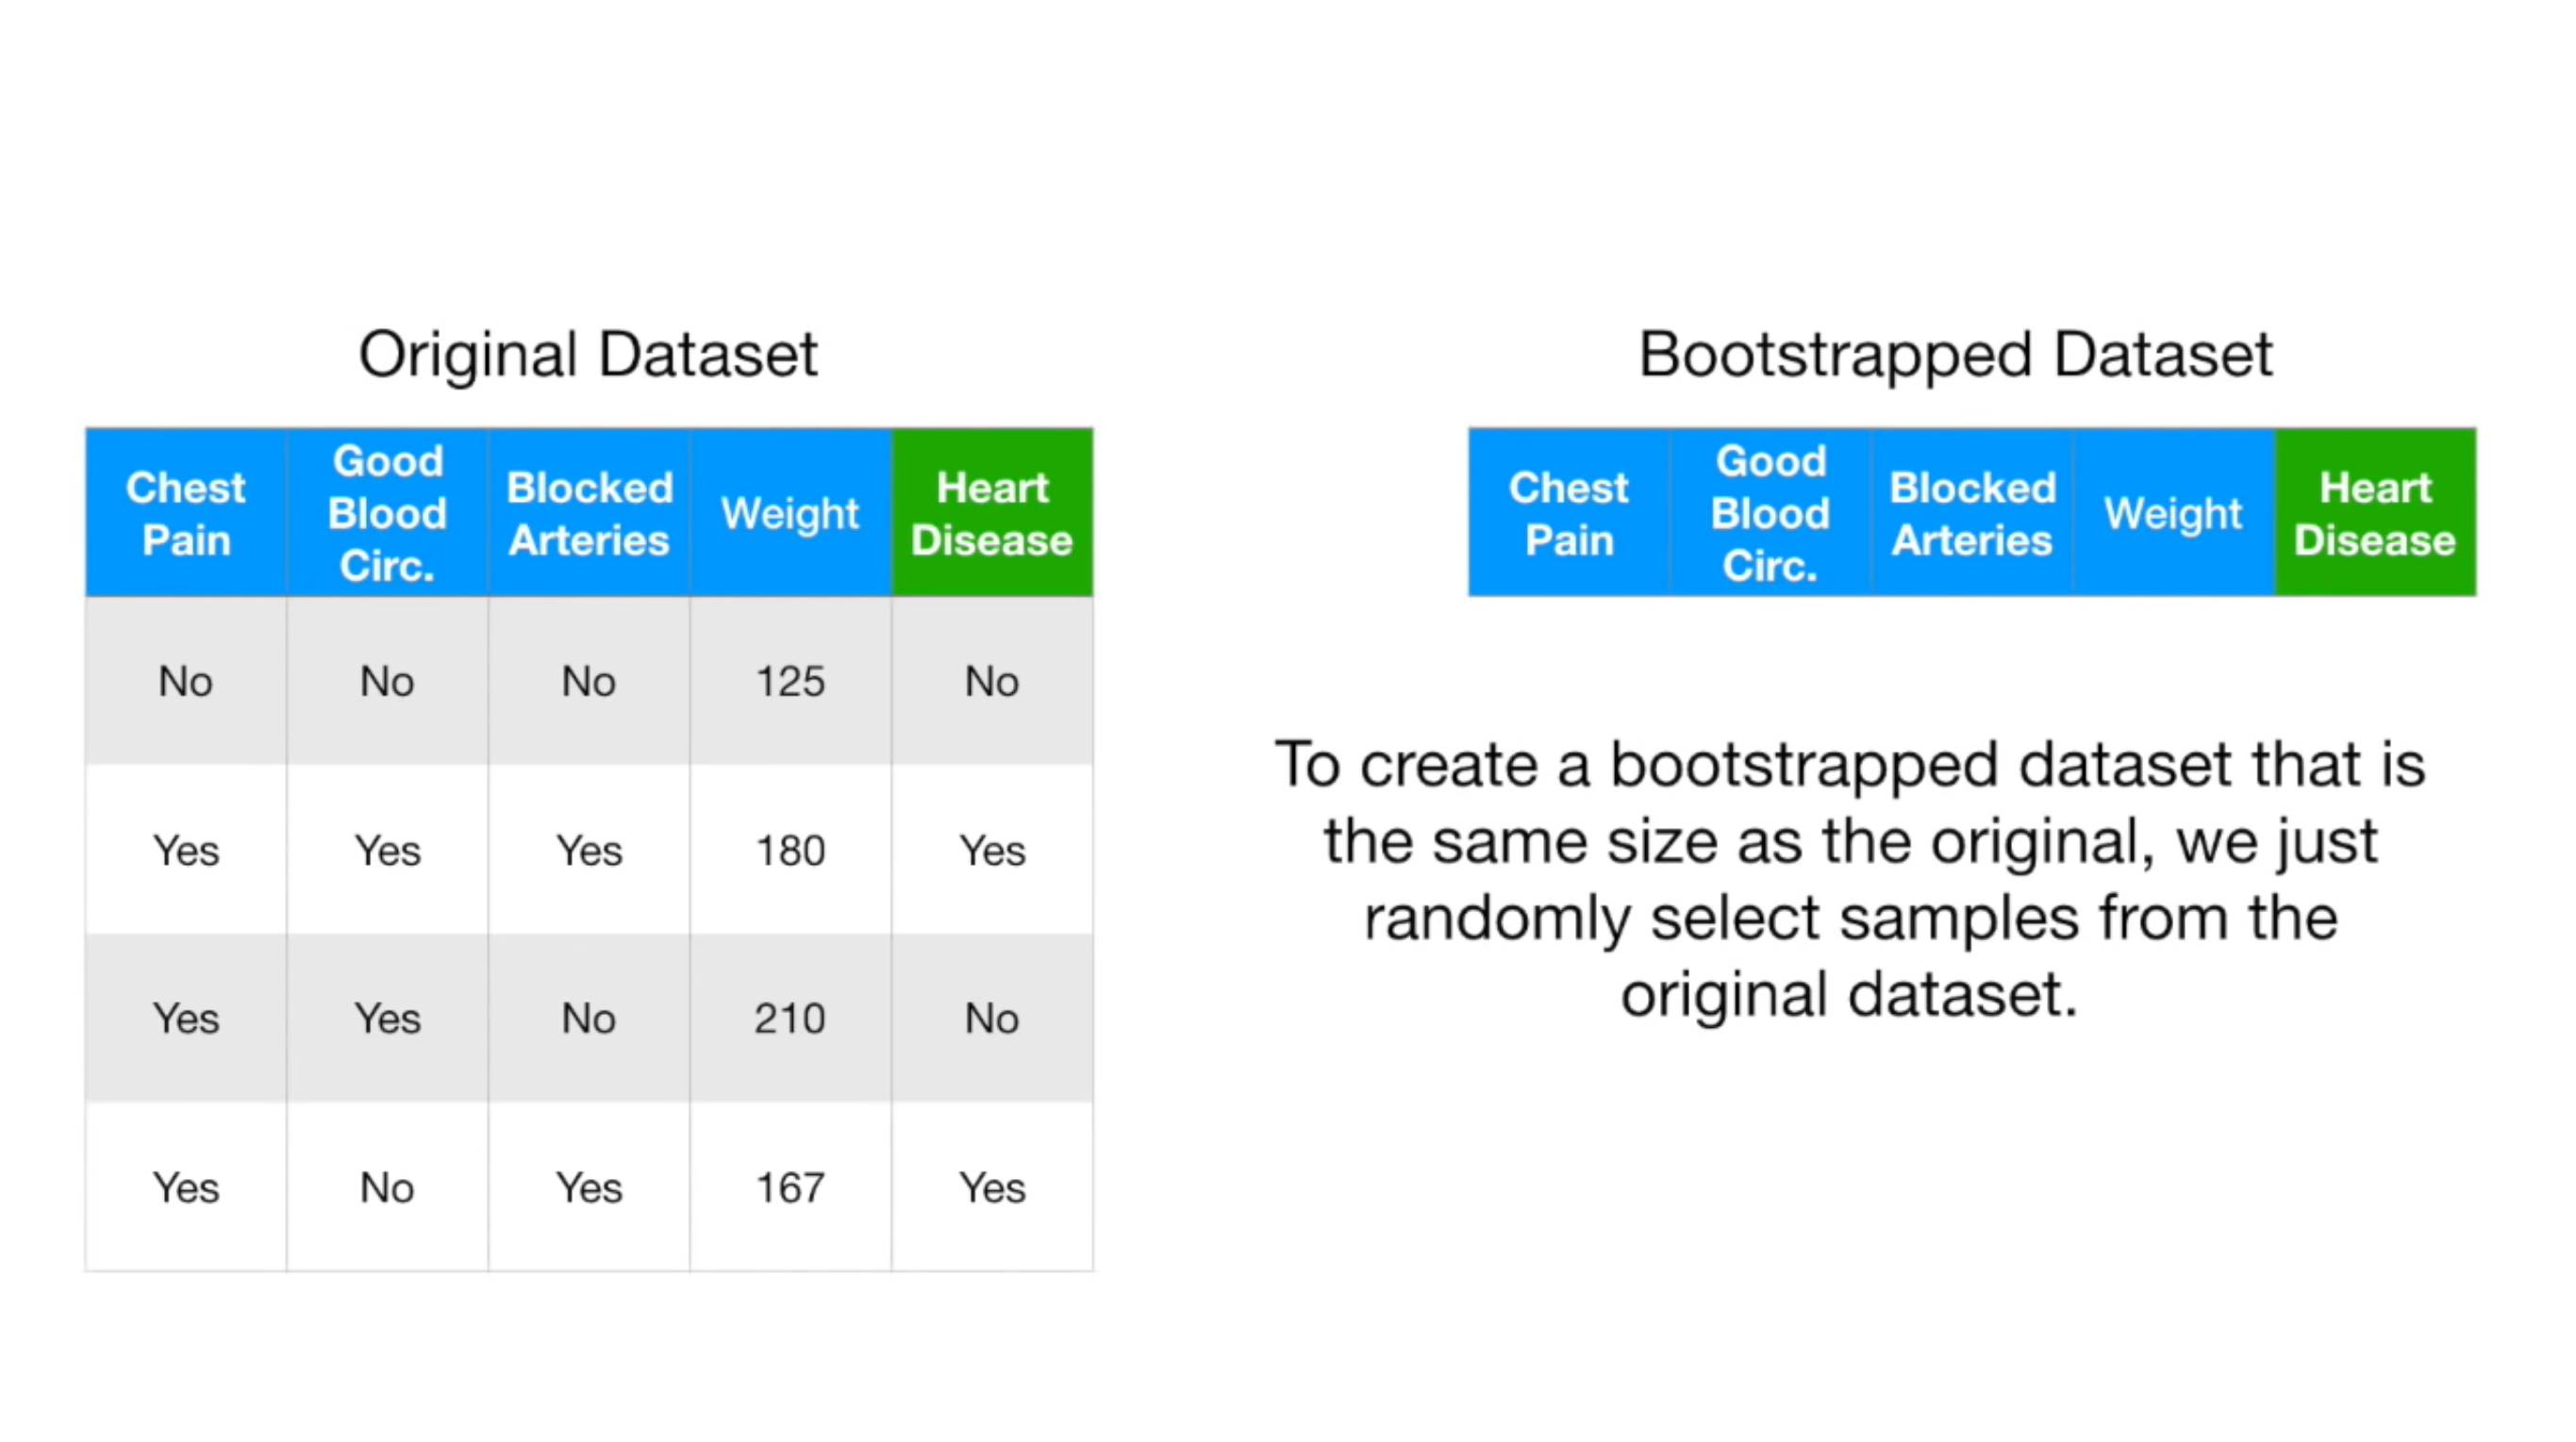 Original Dataset
Chest Pain Good Blood Circ. Blocked Arteries Weight Heart Disease
No No No 125 No
Yes Yes Yes 180 Yes
Yes Yes No 210 No
Yes No Yes 167 Yes
Bootstrapped Dataset
Chest Pain Good Blood Circ. Blocked Arteries Weight Heart Disease
To create a bootstrapped dataset that is
the same size as the original, we just
randomly select samples from the
original dataset.